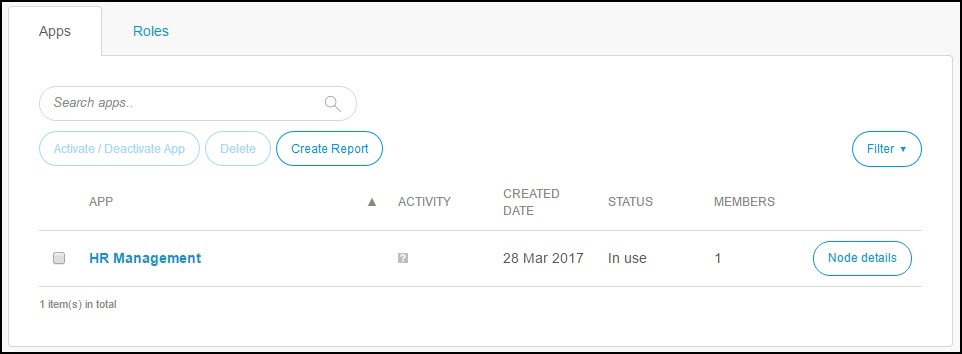 Apps Roles
Search apps..
Activate / Deactivate App Delete Create Report Filter ▼
APP ▲ ACTIVITY CREATED DATE STATUS MEMBERS
HR Management ? 28 Mar 2017 In use 1 Node details
1 item(s) in total